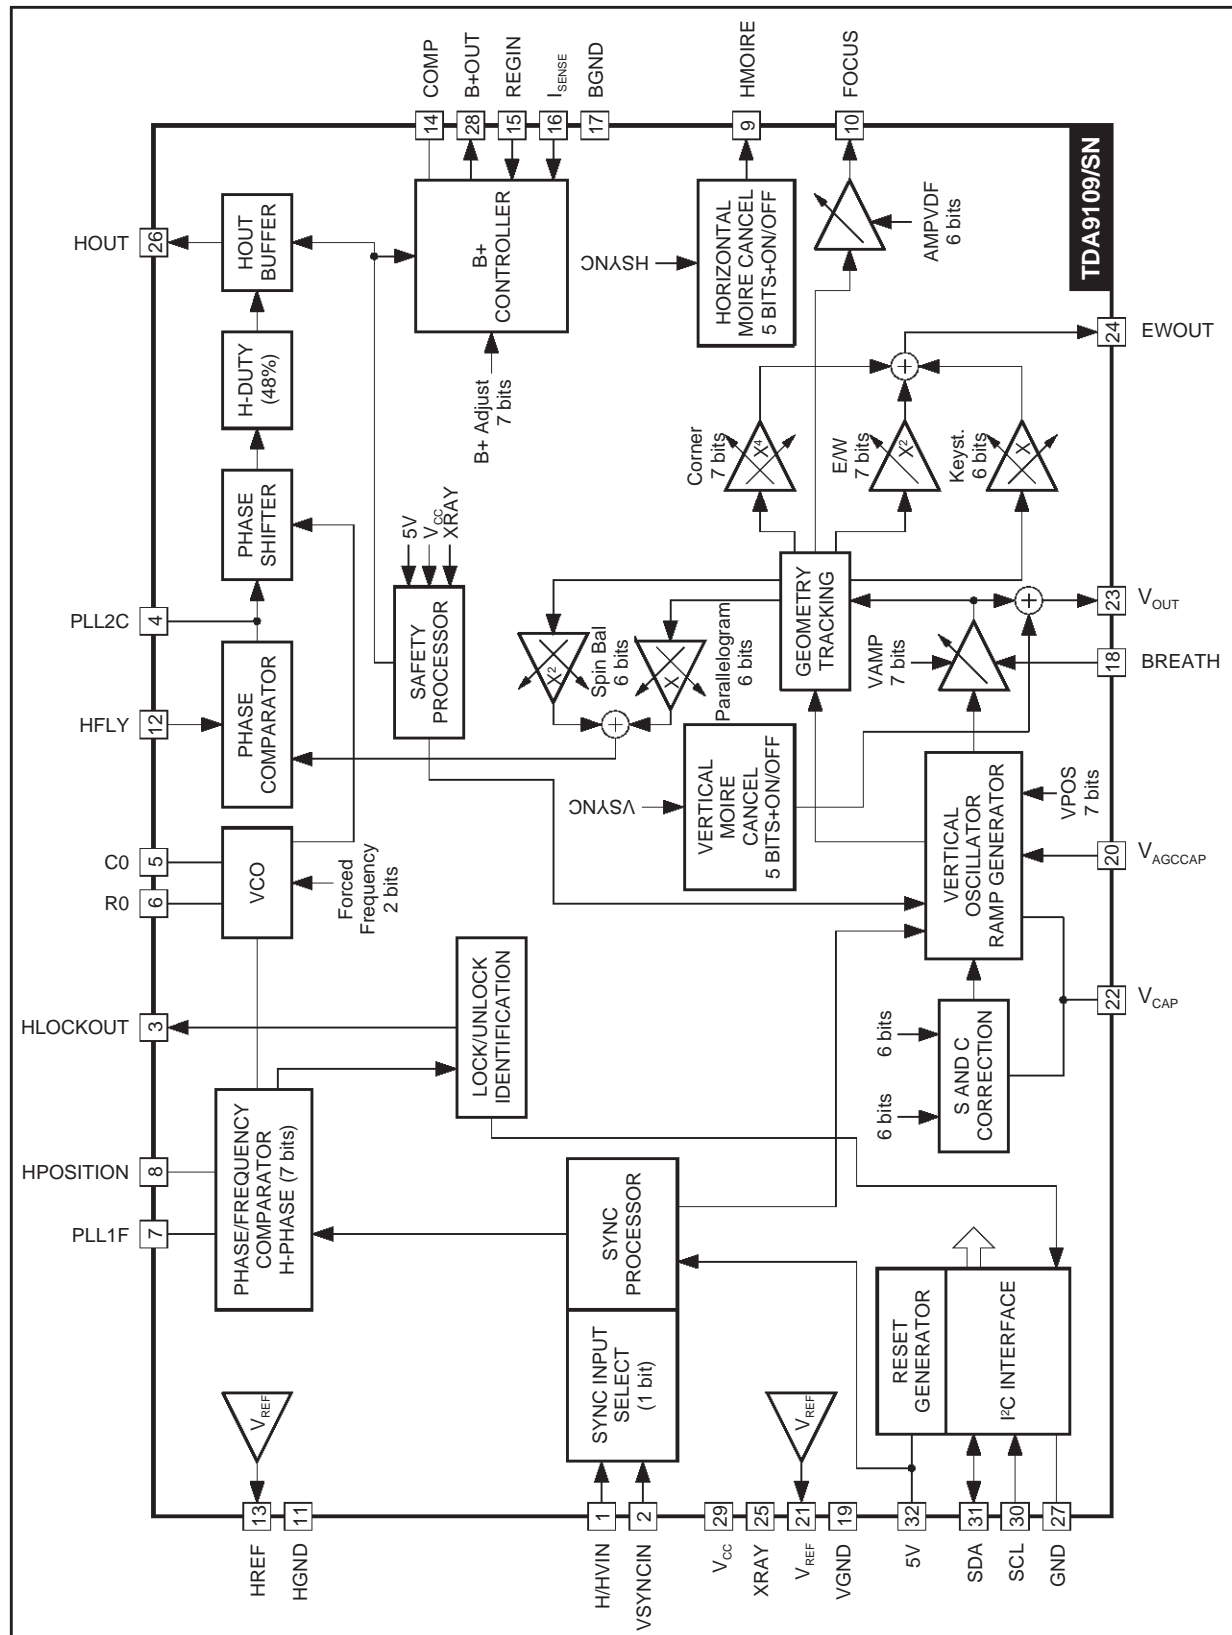 COMP
B+OUT
REGIN
ISENSE
BGND
HMOIRE
FOCUS
14
28
15
16
17
9
10
TDA9109/SN
HOUT
26
HOUT
BUFFER
B+
CONTROLLER
HSYNC
HORIZONTAL
MOIRE CANCEL
5 BITS+ON/OFF
AMPVDF
6 bits
H-DUTY
(48%)
B+ Adjust
7 bits
24
EWOUT
Corner
7 bits
X4
E/W
7 bits
X2
Keyst.
6 bits
X
PHASE
SHIFTER
5V
VCC
XRAY
SAFETY
PROCESSOR
PLL2C
4
X2
Spin Bal
6 bits
X
Parallelogram
6 bits
GEOMETRY
TRACKING
VAMP
7 bits
23
VOUT
18
BREATH
HFLY
12
PHASE
COMPARATOR
VSYNC
VERTICAL
MOIRE
CANCEL
5 BITS+ON/OFF
VERTICAL
OSCILLATOR
RAMP GENERATOR
VPOS
7 bits
20
VAGCCAP
C0
5
R0
6
VCO
Forced
Frequency
2 bits
HLOCKOUT
3
LOCK/UNLOCK
IDENTIFICATION
22
VCAP
6 bits
6 bits
S AND C
CORRECTION
HPOSITION
8
PLL1F
7
PHASE/FREQUENCY
COMPARATOR
H-PHASE (7 bits)
SYNC
PROCESSOR
SYNC INPUT
SELECT
(1 bit)
RESET
GENERATOR
I2C INTERFACE
VREF
VREF
13
11
1
2
29
25
21
19
32
31
30
27
HREF
HGND
H/HVIN
VSYNCIN
VCC
XRAY
VREF
VGND
5V
SDA
SCL
GND